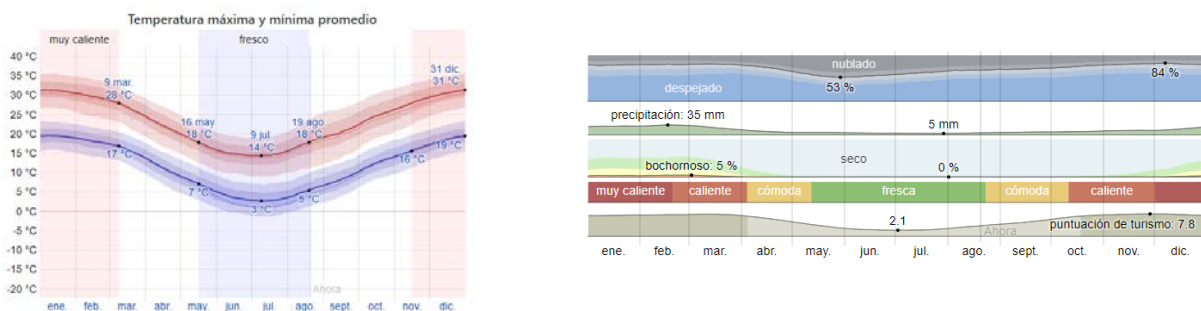 Temperatura máxima y mínima promedio
muy caliente fresco
40 °C
35 °C
30 °C
25 °C
20 °C
15 °C
10 °C
5 °C
0 °C
-5 °C
-10 °C
-15 °C
-20 °C
9 mar.
28 °C
16 may
18 °C
9 jul.
14 °C
19 ago
18 °C
31 dic.
31 °C
17 °C
7 °C
3 °C
5 °C
16 °C
19 °C
Ahora
ene. feb. mar. abr. may. jun. jul. ago. sept. oct. nov. dic.
nublado
84 %
despejado
53 %
precipitación: 35 mm
5 mm
bochornoso: 5 %
seco
0 %
muy caliente caliente cómoda fresca cómoda caliente
2.1
Ahora
puntuación de turismo: 7.8
ene. feb. mar. abr. may. jun. jul. ago. sept. oct. nov. dic.